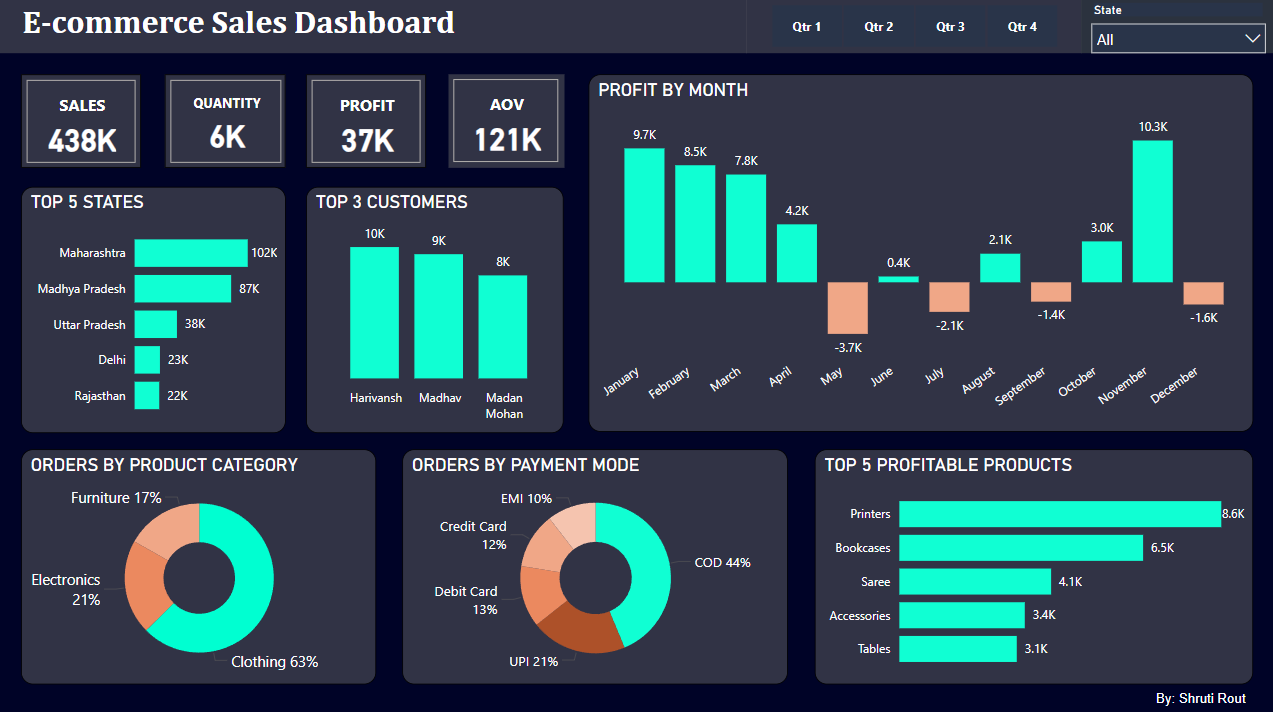 E-commerce Sales Dashboard
Qtr 1
Qtr 2
Qtr 3
Qtr 4
State
All
SALES
438K
QUANTITY
6K
PROFIT
37K
AOV
121K
PROFIT BY MONTH
9.7K
8.5K
7.8K
4.2K
-3.7K
0.4K
-2.1K
2.1K
-1.4K
3.0K
10.3K
-1.6K
January
February
March
April
May
June
July
August
September
October
November
December
TOP 5 STATES
Maharashtra 102K
Madhya Pradesh 87K
Uttar Pradesh 38K
Delhi 23K
Rajasthan 22K
TOP 3 CUSTOMERS
10K
9K
8K
Harivansh
Madhav
Madan
Mohan
ORDERS BY PRODUCT CATEGORY
Furniture 17%
Electronics
21%
Clothing 63%
ORDERS BY PAYMENT MODE
EMI 10%
Credit Card
12%
COD 44%
Debit Card
13%
UPI 21%
TOP 5 PROFITABLE PRODUCTS
Printers 8.6K
Bookcases 6.5K
Saree 4.1K
Accessories 3.4K
Tables 3.1K
By: Shruti Rout